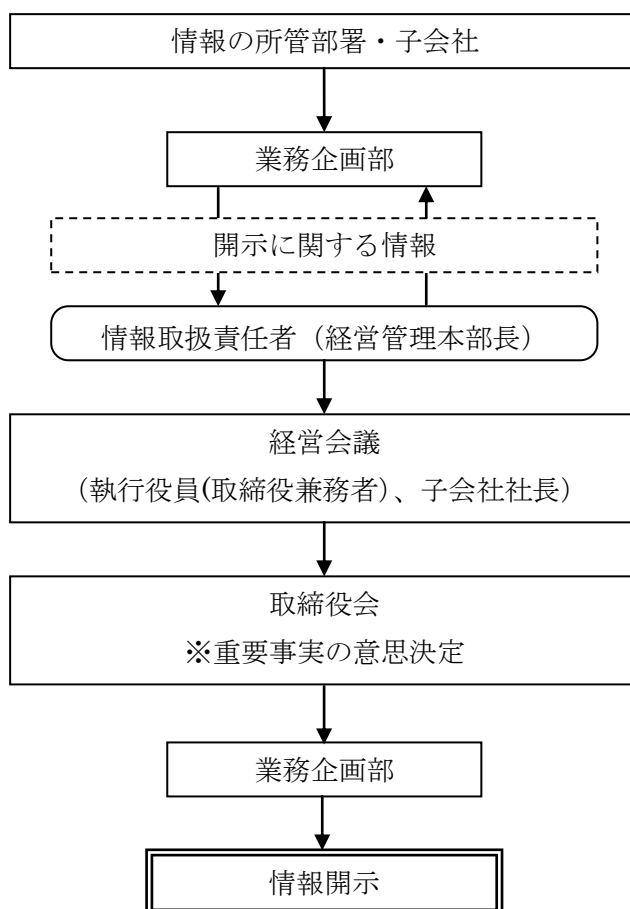 情報の所管部署・子会社
業務企画部
開示に関する情報
情報取扱責任者（経営管理本部長）
経営会議
（執行役員(取締役兼務者)、子会社社長）
取締役会
※重要事実の意思決定
業務企画部
情報開示